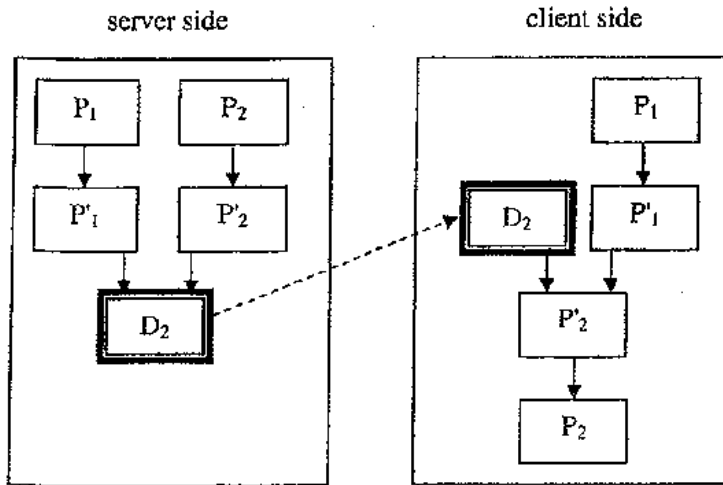 server side
client side
P₁ P₂
P'₁ P'₂
D₂
P₁
D₂ P'₁
P'₂
P₂